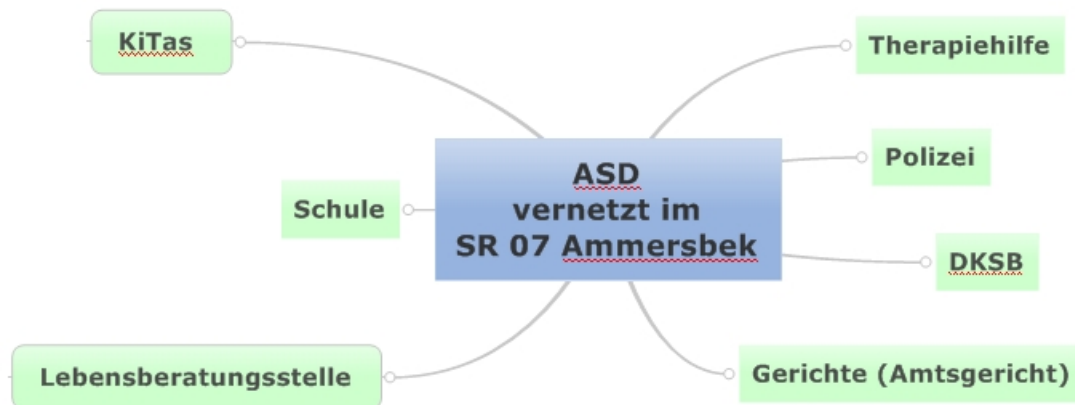 KiTas
Therapiehilfe
Polizei
ASD
vernetzt im
SR 07 Ammersbek
Schule
DKSB
Lebensberatungsstelle
Gerichte (Amtsgericht)